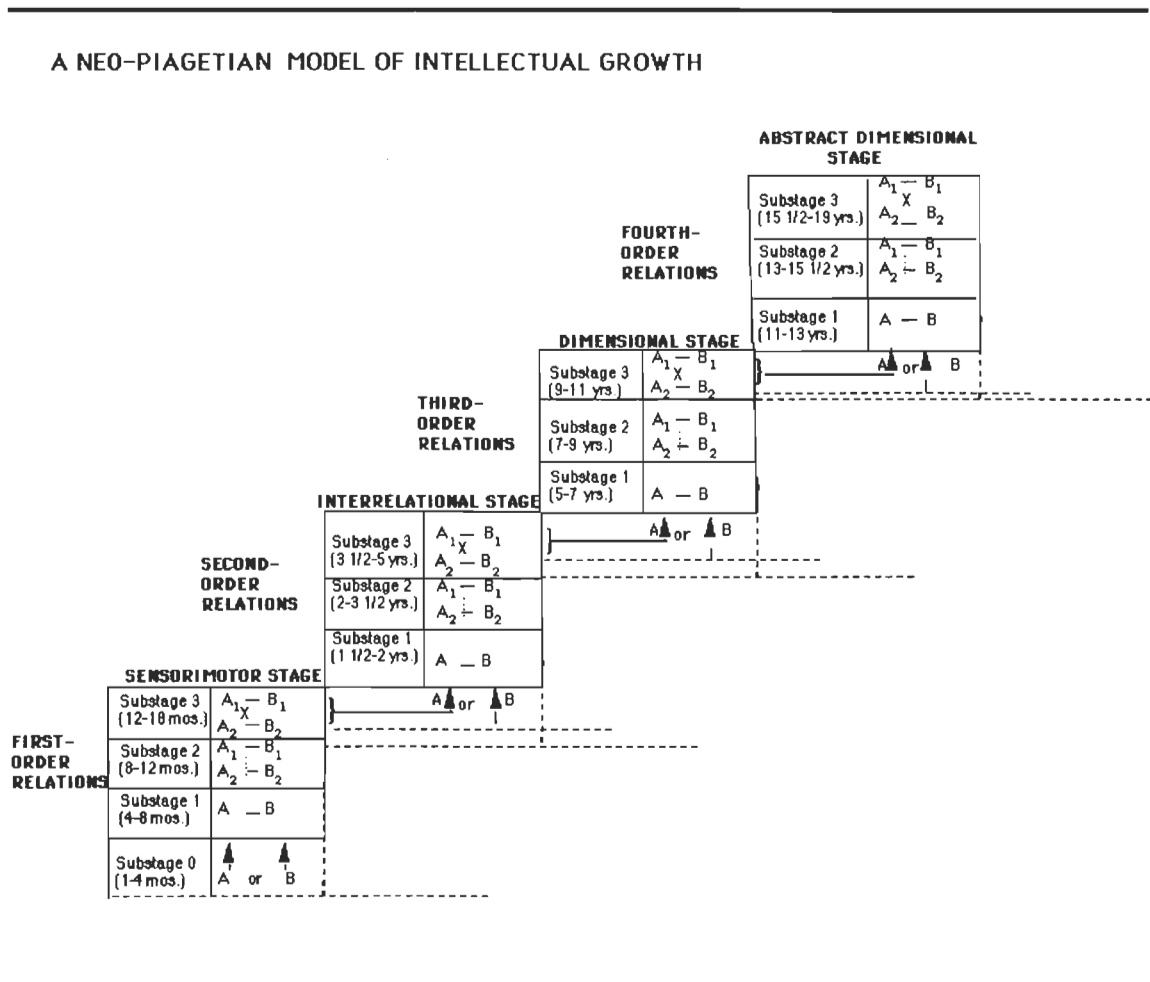 A NEO-PIAGETIAN MODEL OF INTELLECTUAL GROWTH
ABSTRACT DIMENSIONAL
STAGE
Substage 3
(15 1/2-19 yrs.)
A₁ — B₁
X
A₂ — B₂
FOURTH-
ORDER
RELATIONS
Substage 2
(13-15 1/2 yrs.)
A₁ — B₁
A₂ — B₂
Substage 1
(11-13 yrs.)
A — B
DIMENSIONAL STAGE
A or B
Substage 3
(9-11 yrs.)
A₁ — B₁
X
A₂ — B₂
THIRD-
ORDER
RELATIONS
Substage 2
(7-9 yrs.)
A₁ — B₁
A₂ — B₂
Substage 1
(5-7 yrs.)
A — B
INTERRELATIONAL STAGE
A or B
Substage 3
(3 1/2-5 yrs.)
A₁ — B₁
X
A₂ — B₂
SECOND-
ORDER
RELATIONS
Substage 2
(2-3 1/2 yrs.)
A₁ — B₁
A₂ — B₂
Substage 1
(1 1/2-2 yrs.)
A — B
SENSORIMOTOR STAGE
A or B
Substage 3
(12-18 mos.)
A₁ — B₁
X
A₂ — B₂
FIRST-
ORDER
RELATIONS
Substage 2
(8-12 mos.)
A₁ — B₁
A₂ — B₂
Substage 1
(4-8 mos.)
A — B
Substage 0
(1-4 mos.)
A or B